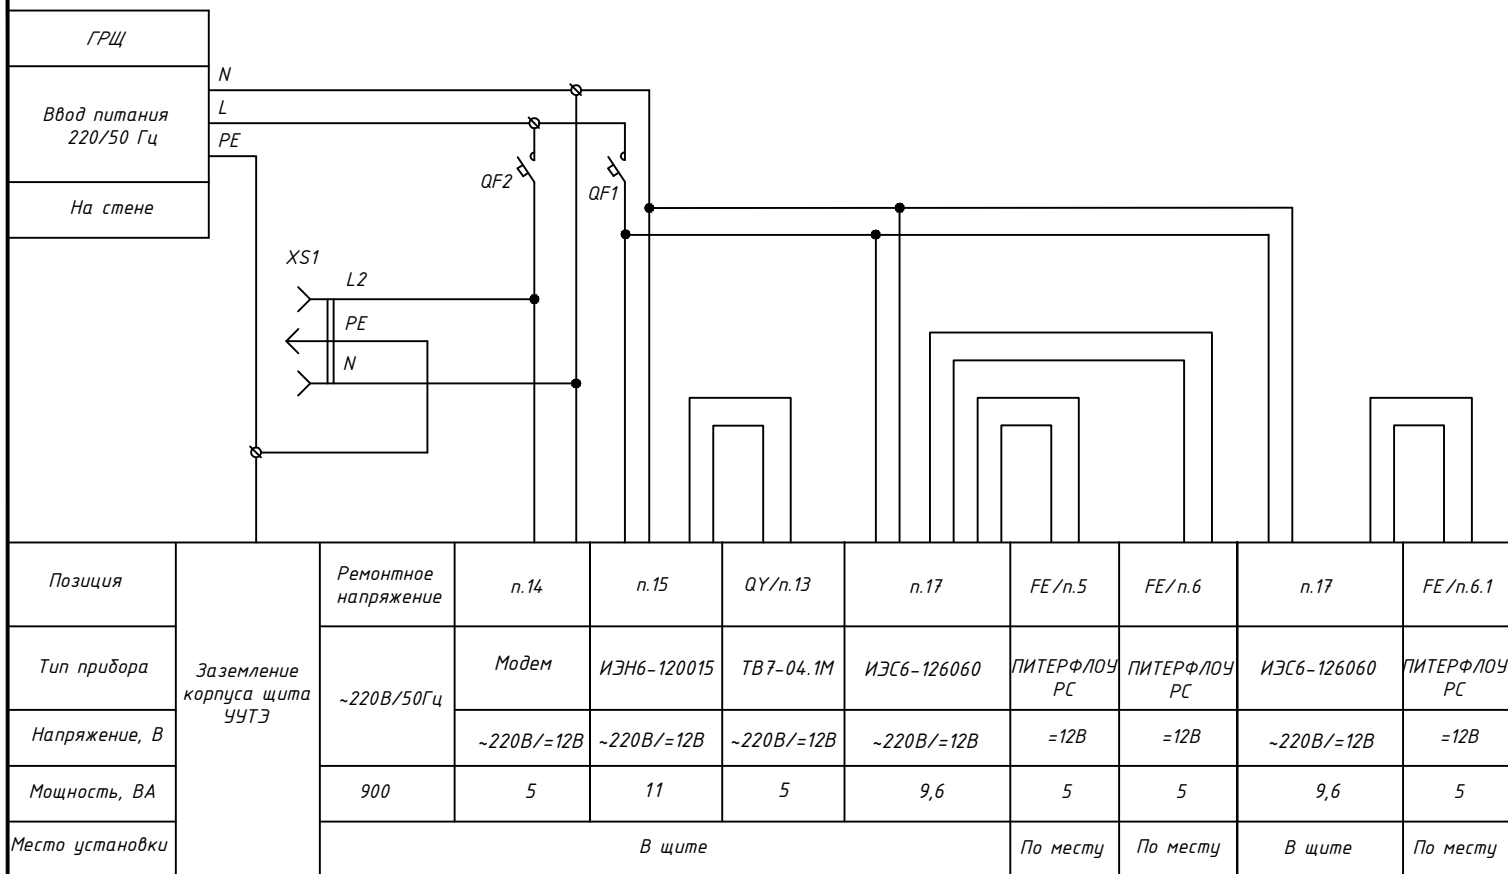 ГРЩ
Ввод питания
220/50 Гц
На стене
N
L
PE
QF2
QF1
XS1
L2
PE
N
Позиция
Ремонтное
напряжение
п.14
п.15
QY/п.13
п.17
FE/п.5
FE/п.6
п.17
FE/п.6.1
Тип прибора
Заземление
корпуса щита
УУТЭ
~220В/50Гц
Модем
ИЭН6-120015
ТВ7-04.1М
ИЭС6-126060
ПИТЕРФЛОУ
РС
ПИТЕРФЛОУ
РС
ИЭС6-126060
ПИТЕРФЛОУ
РС
Напряжение, В
~220В/=12В
~220В/=12В
~220В/=12В
~220В/=12В
=12В
=12В
~220В/=12В
=12В
Мощность, ВА
900
5
11
5
9,6
5
5
9,6
5
Место установки
В щите
По месту
По месту
В щите
По месту